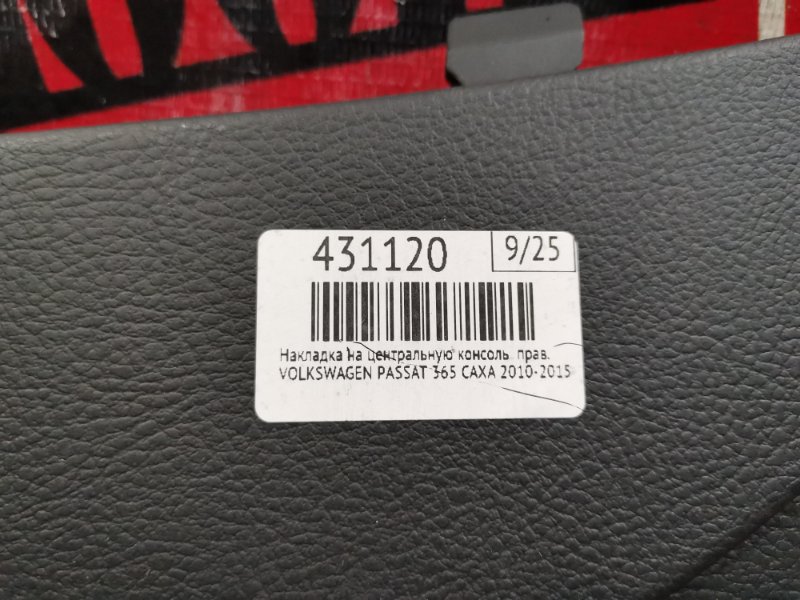 431120
9/25
Накладка на центральную консоль прав.
VOLKSWAGEN PASSAT 365 CAXA 2010-2015